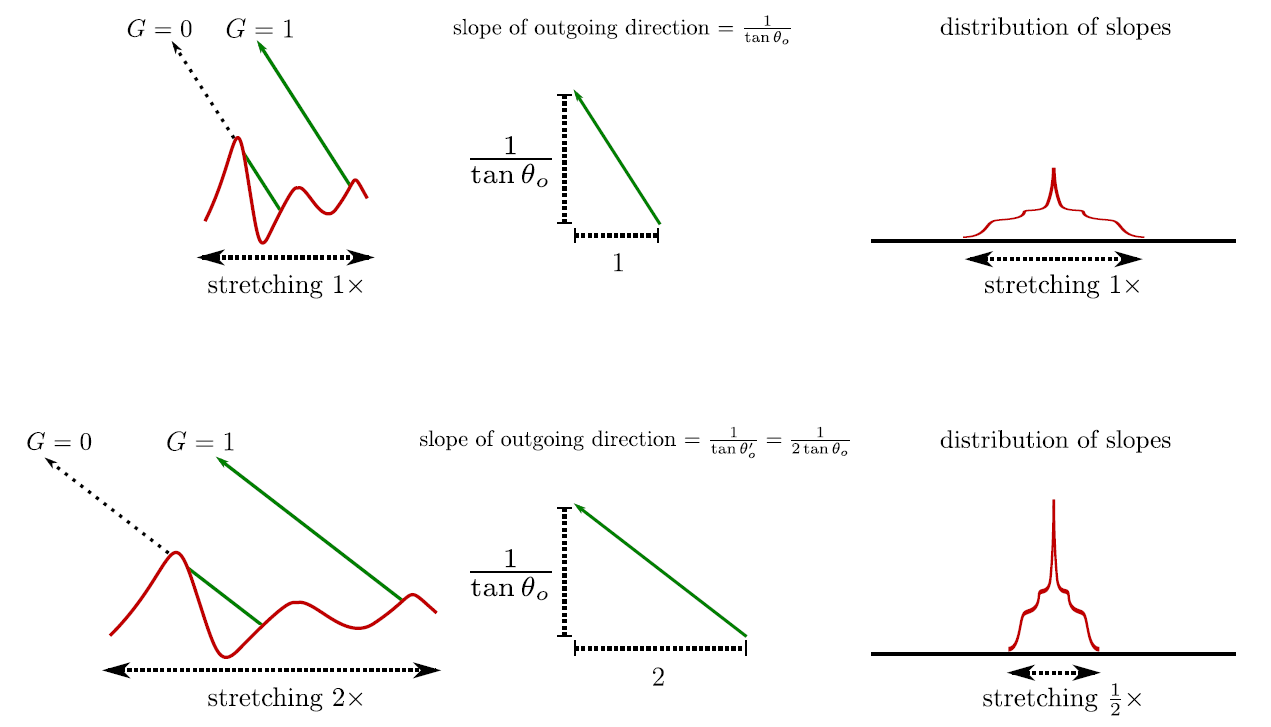 G = 0 G = 1
slope of outgoing direction = 1/tan θ_o
distribution of slopes
1/tan θ_o
1
stretching 1×
stretching 1×
G = 0 G = 1
slope of outgoing direction = 1/tan θ′_o = 1/2 tan θ_o
distribution of slopes
1/tan θ_o
2
stretching 2×
stretching 1/2×